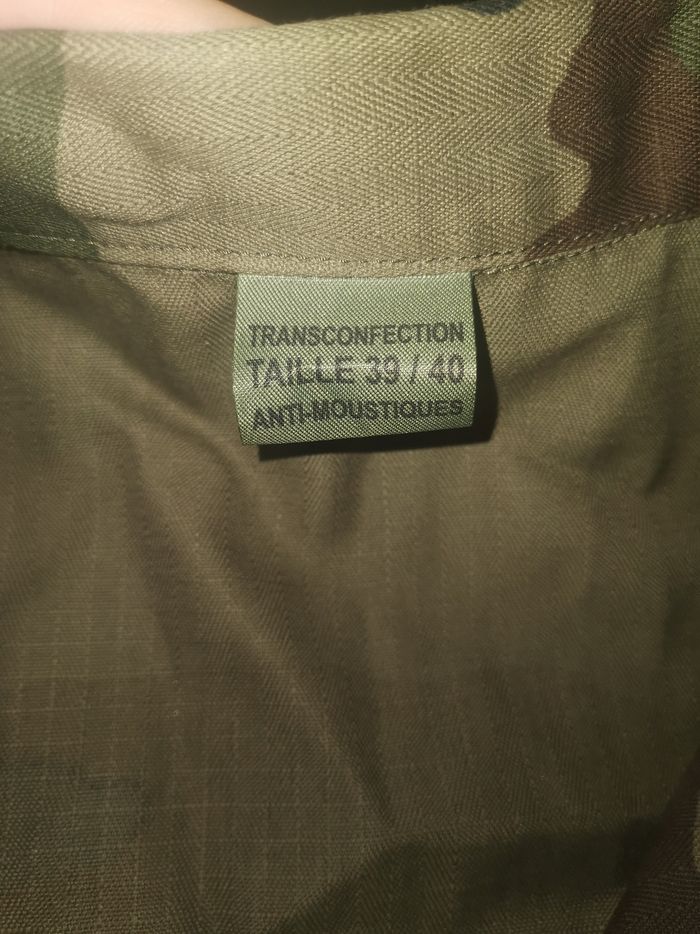 TRANSCONFECTION
TAILLE 39 / 40
ANTI-MOUSTIQUES